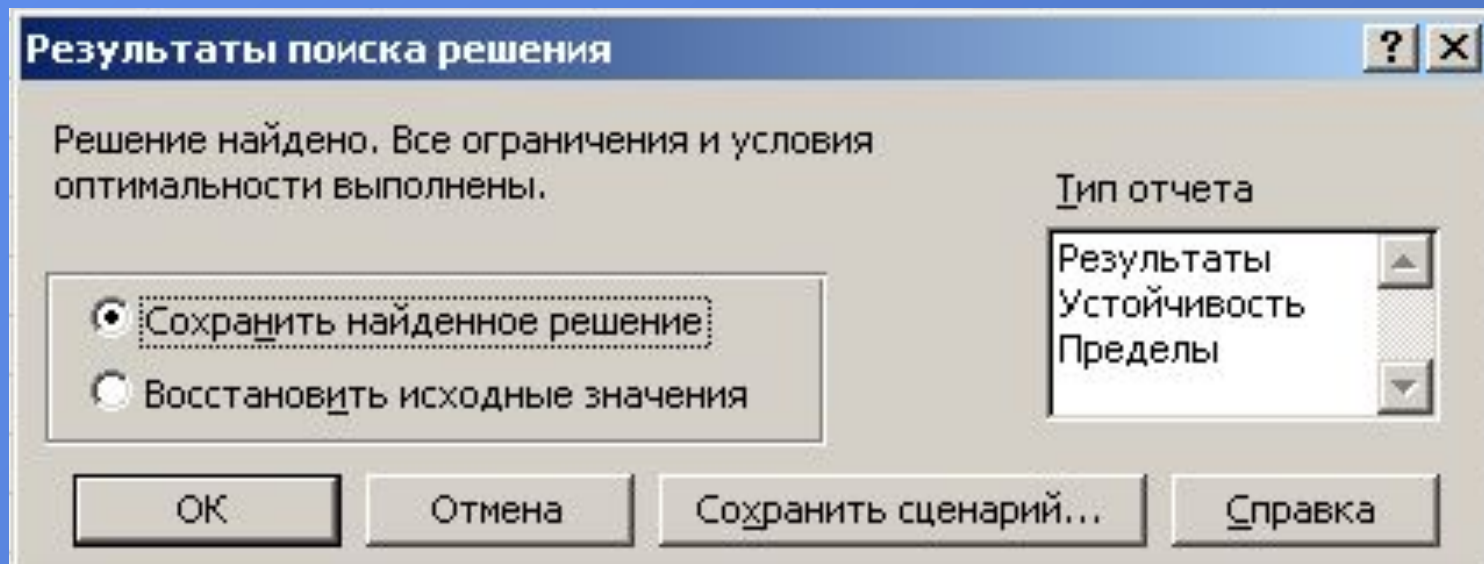 Результаты поиска решения
Решение найдено. Все ограничения и условия
оптимальности выполнены.
Тип отчета
Результаты
Устойчивость
Пределы
Сохранить найденное решение
Восстановить исходные значения
ОК
Отмена
Сохранить сценарий...
Справка